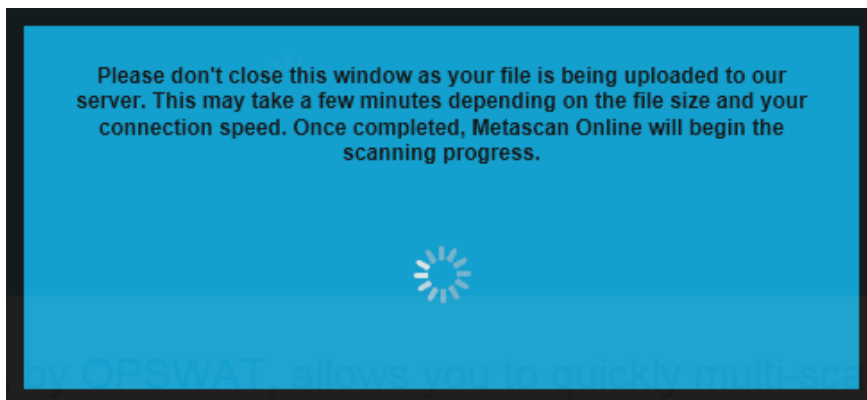 Please don't close this window as your file is being uploaded to our
server. This may take a few minutes depending on the file size and your
connection speed. Once completed, Metascan Online will begin the
scanning progress.
by OPSWAT, allows you to quickly multi-sca